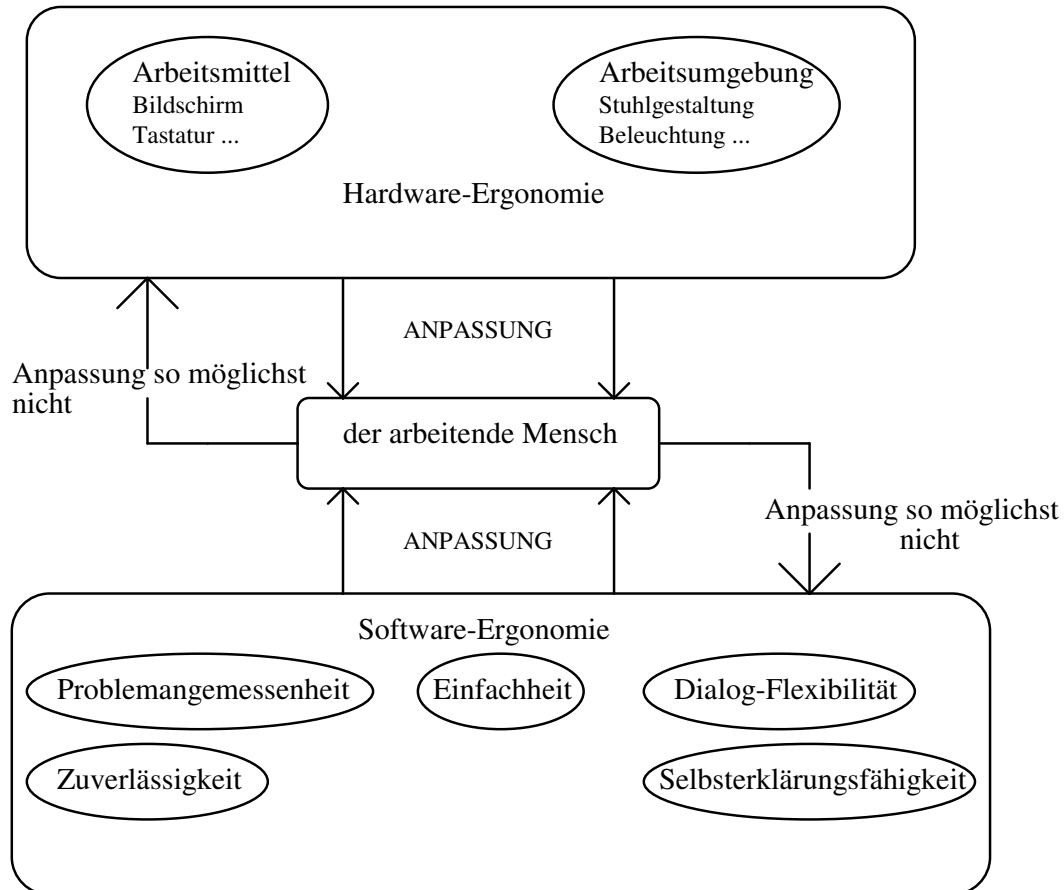 Arbeitsmittel
Bildschirm
Tastatur ...
Arbeitsumgebung
Stuhlgestaltung
Beleuchtung ...
Hardware-Ergonomie
ANPASSUNG
Anpassung so möglichst
nicht
der arbeitende Mensch
Anpassung so möglichst
nicht
ANPASSUNG
Software-Ergonomie
Problemangemessenheit
Einfachheit
Dialog-Flexibilität
Zuverlässigkeit
Selbsterklärungsfähigkeit